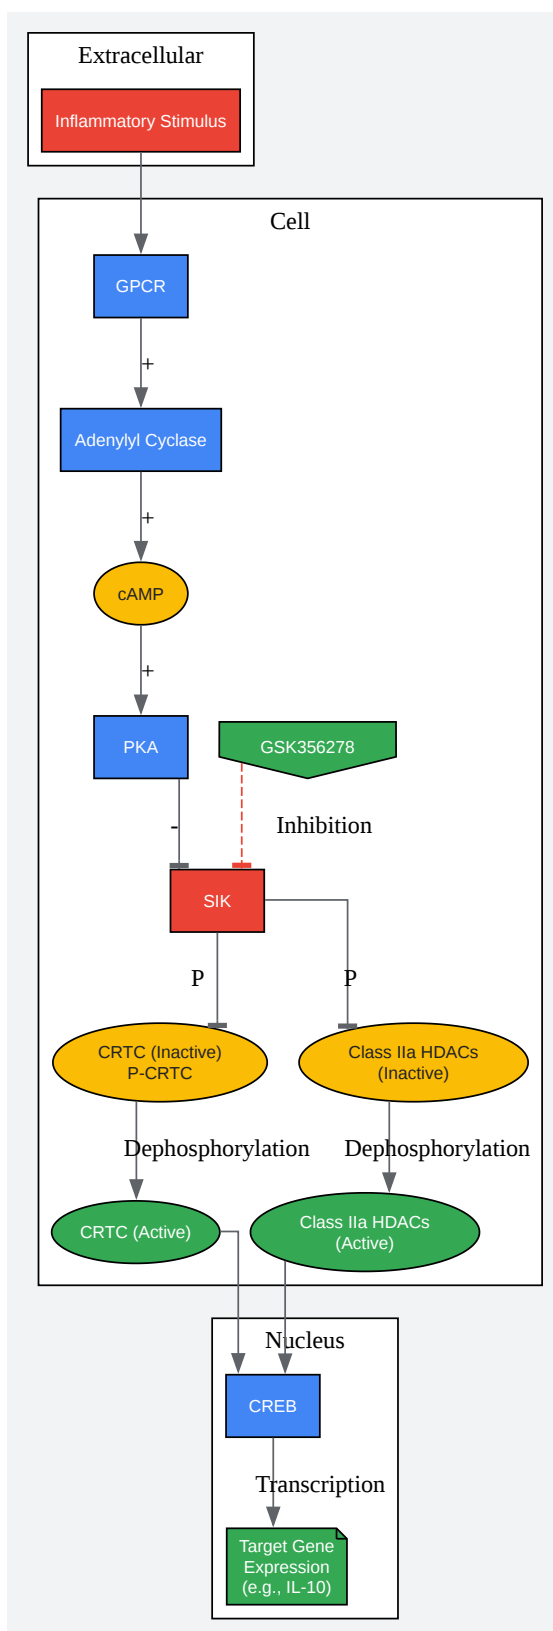 Extracellular
Inflammatory Stimulus
Cell
GPCR
+
Adenylyl Cyclase
+
cAMP
+
PKA
GSK356278
-
Inhibition
SIK
P
P
CRTC (Inactive)
P-CRTC
Class IIa HDACs
(Inactive)
Dephosphorylation
Dephosphorylation
CRTC (Active)
Class IIa HDACs
(Active)
Nucleus
CREB
Transcription
Target Gene
Expression
(e.g., IL-10)